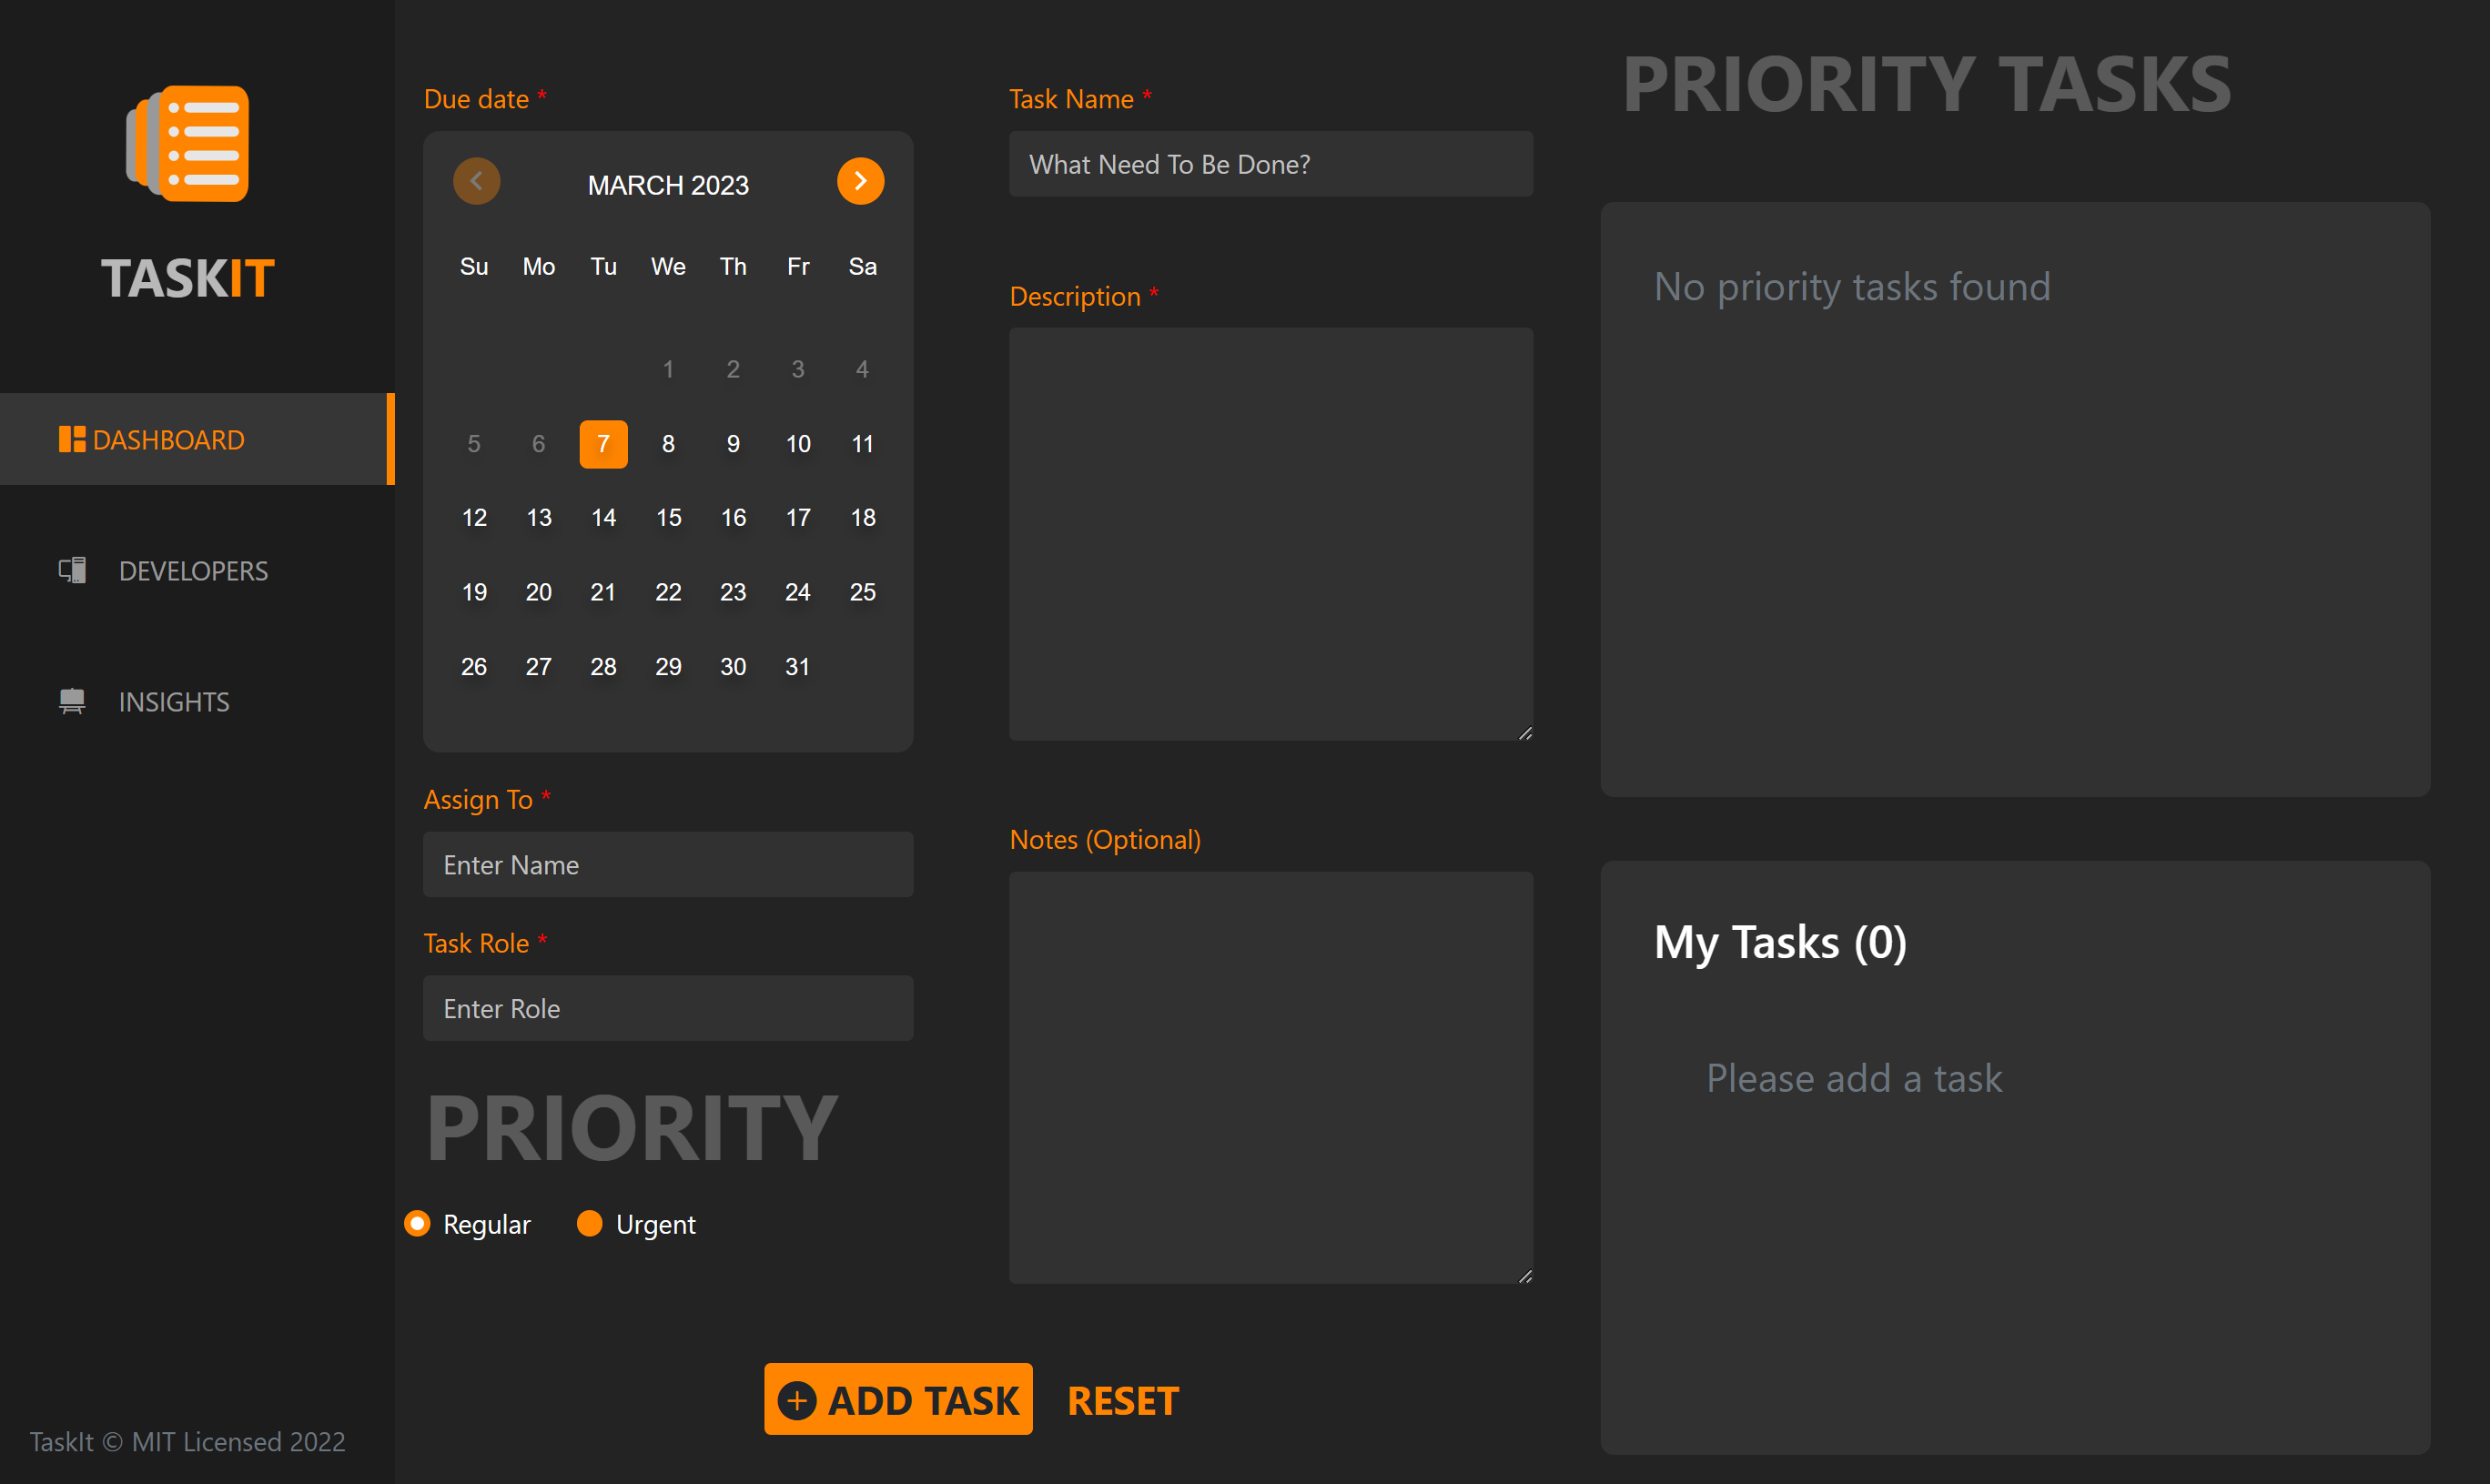 TASKIT
DASHBOARD
DEVELOPERS
INSIGHTS
TaskIt © MIT Licensed 2022
Due date *
MARCH 2023
Su Mo Tu We Th Fr Sa
1 2 3 4
5 6 7 8 9 10 11
12 13 14 15 16 17 18
19 20 21 22 23 24 25
26 27 28 29 30 31
Assign To *
Enter Name
Task Role *
Enter Role
PRIORITY
Regular Urgent
Task Name *
What Need To Be Done?
Description *
Notes (Optional)
ADD TASK RESET
PRIORITY TASKS
No priority tasks found
My Tasks (0)
Please add a task